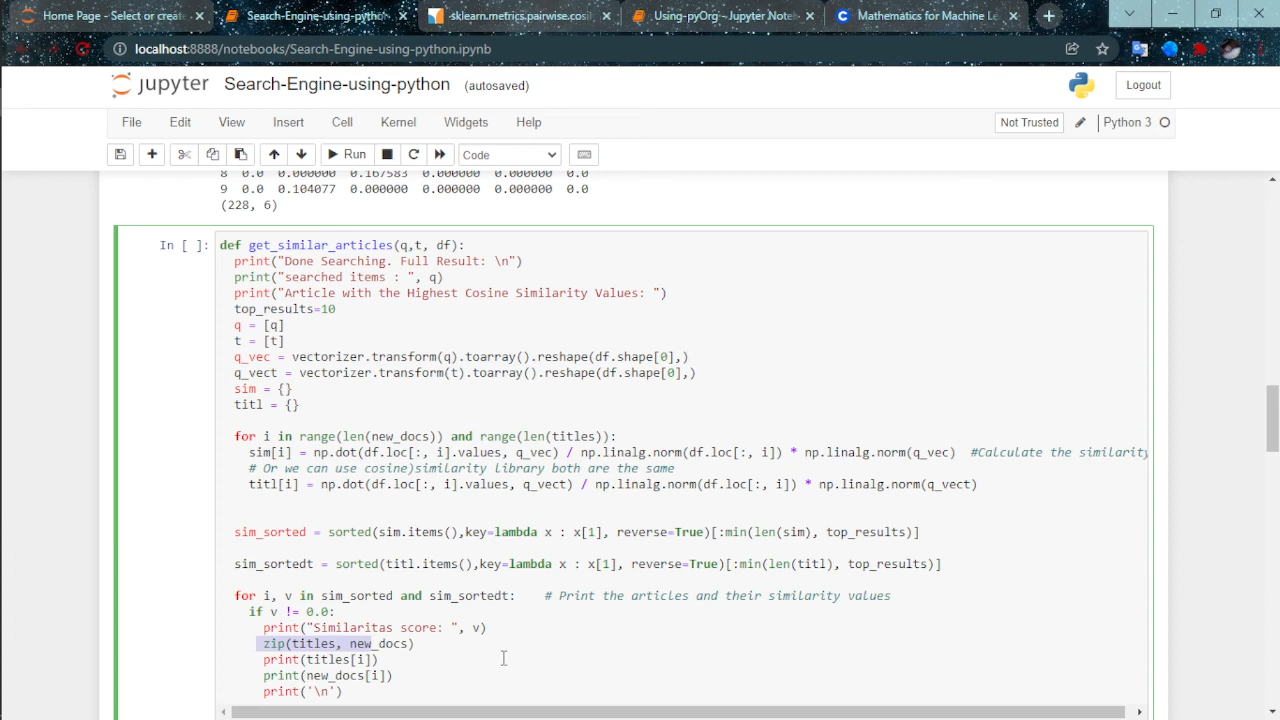 Home Page - Select or create
Search-Engine-using-python
sklearn.metrics.pairwise.cosi
Using-pyOrg - Jupyter Note
Mathematics for Machine Le
localhost:8888/notebooks/Search-Engine-using-python.ipynb
jupyter Search-Engine-using-python (autosaved)
Logout
File Edit View Insert Cell Kernel Widgets Help
Not Trusted
Python 3
Run
Code
8 0.0 0.000000 0.167583 0.000000 0.000000 0.0
9 0.0 0.104077 0.000000 0.000000 0.000000 0.0
(228, 6)
In [ ]:
def get_similar_articles(q,t, df):
print("Done Searching. Full Result: \n")
print("searched items : ", q)
print("Article with the Highest Cosine Similarity Values: ")
top_results=10
q = [q]
t = [t]
q_vec = vectorizer.transform(q).toarray().reshape(df.shape[0],)
q_vect = vectorizer.transform(t).toarray().reshape(df.shape[0],)
sim = {}
titl = {}
for i in range(len(new_docs)) and range(len(titles)):
sim[i] = np.dot(df.loc[:, i].values, q_vec) / np.linalg.norm(df.loc[:, i]) * np.linalg.norm(q_vec) #Calculate the similarity
# Or we can use cosine)similarity library both are the same
titl[i] = np.dot(df.loc[:, i].values, q_vect) / np.linalg.norm(df.loc[:, i]) * np.linalg.norm(q_vect)
sim_sorted = sorted(sim.items(),key=lambda x : x[1], reverse=True)[:min(len(sim), top_results)]
sim_sortedt = sorted(titl.items(),key=lambda x : x[1], reverse=True)[:min(len(titl), top_results)]
for i, v in sim_sorted and sim_sortedt: # Print the articles and their similarity values
if v != 0.0:
print("Similaritas score: ", v)
zip(titles, new_docs)
print(titles[i])
print(new_docs[i])
print('\n')